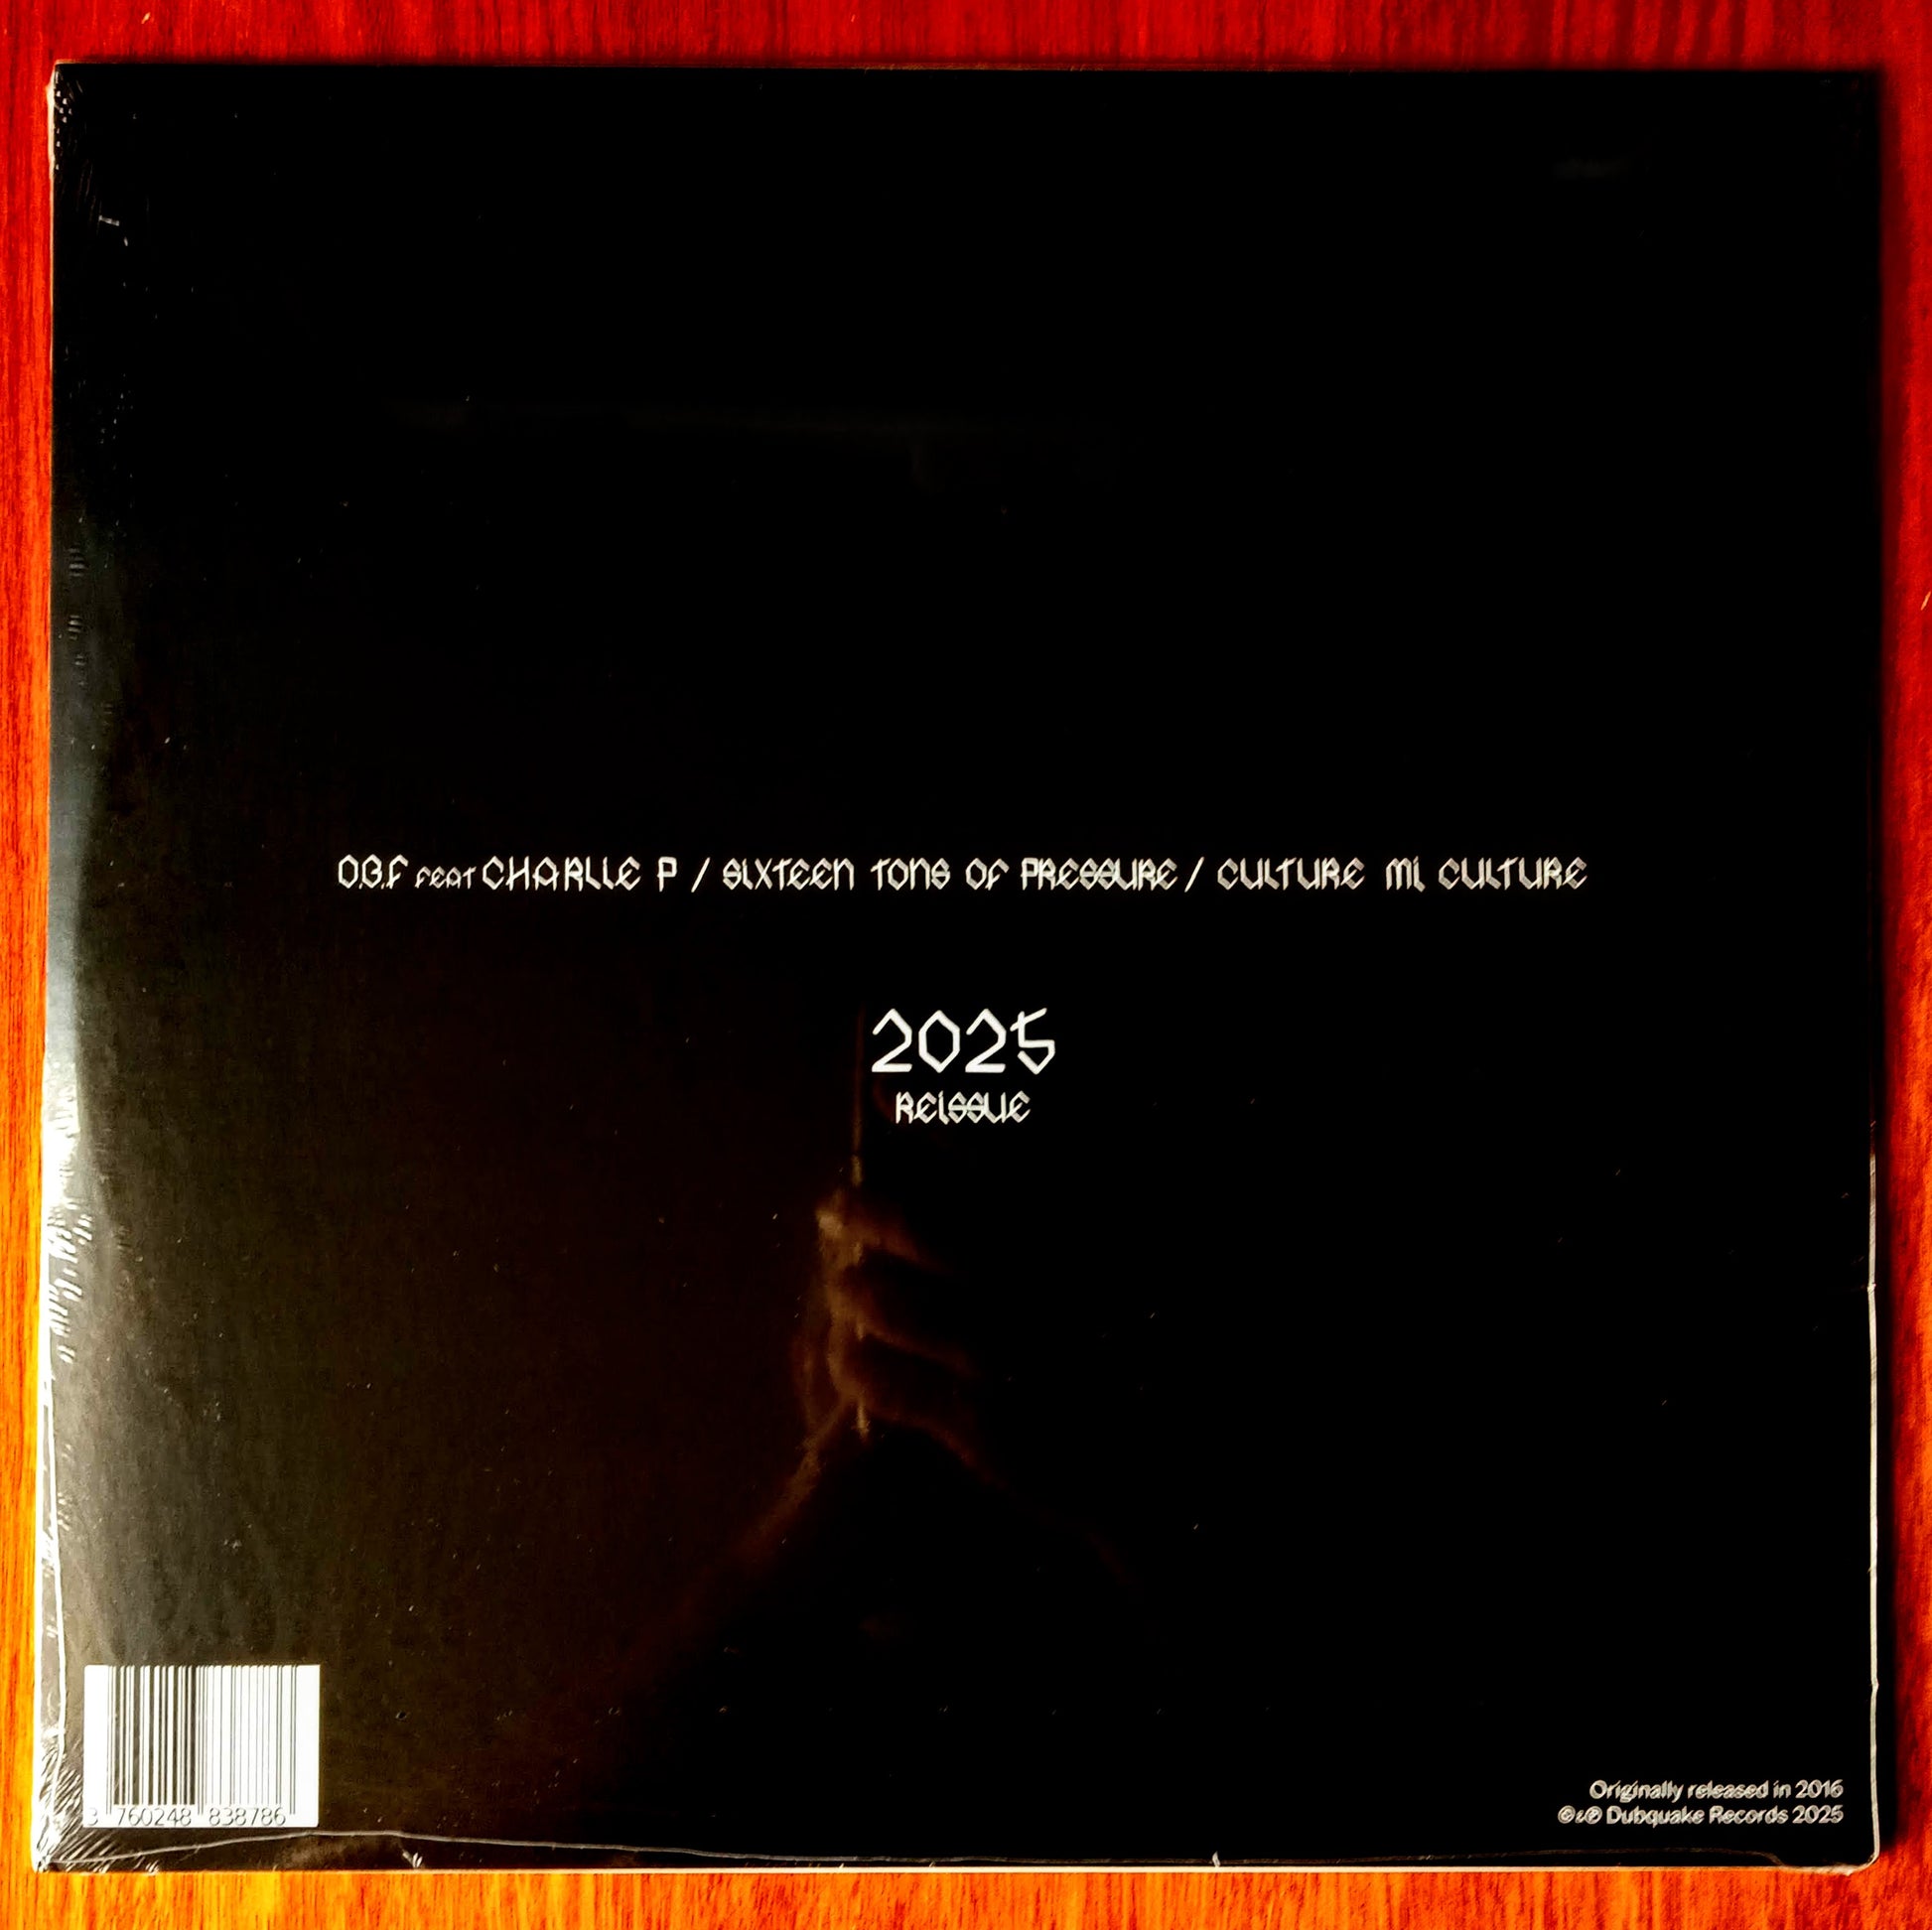 O.B.F FEAT CHARLIE P / SIXTEEN TONS OF PRESSURE / CULTURE MI CULTURE
2025
REISSUE
3 760248 838786
Originally released in 2016
©&℗ Dubquake Records 2025